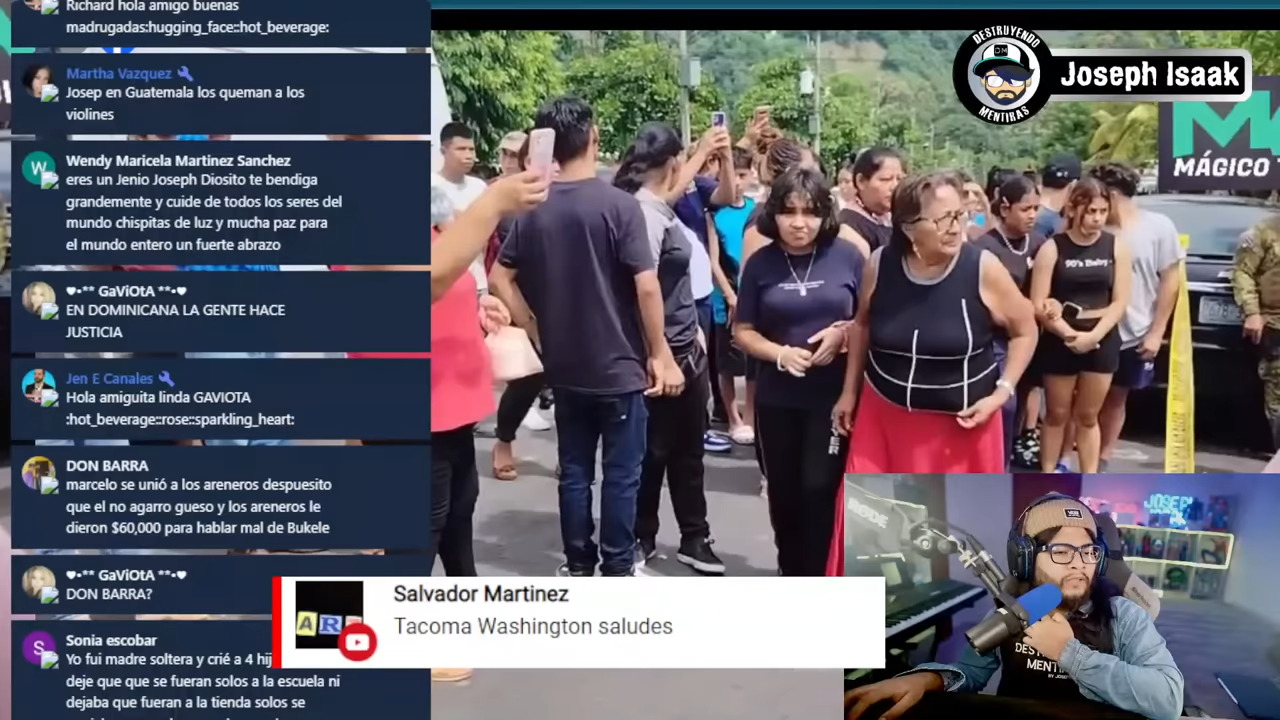 Richard hola amigo buenas
madrugadas:hugging_face::hot_beverage:
Martha Vazquez
Josep en Guatemala los queman a los
violines
W
Wendy Maricela Martinez Sanchez
eres un Jenio Joseph Diosito te bendiga
grandemente y cuide de todos los seres del
mundo chispitas de luz y mucha paz para
el mundo entero un fuerte abrazo
♥•** GaViOtA **•♥
EN DOMINICANA LA GENTE HACE
JUSTICIA
Jen E Canales
Hola amiguita linda GAVIOTA
:hot_beverage::rose::sparkling_heart:
DON BARRA
marcelo se unió a los areneros despuesito
que el no agarro gueso y los areneros le
dieron $60,000 para hablar mal de Bukele
♥•** GaViOtA **•♥
DON BARRA?
S
Sonia escobar
Yo fui madre soltera y crié a 4 hij
deje que que se fueran solos a la escuela ni
dejaba que fueran a la tienda solos se
DESTRUYENDO
DM
MENTIRAS
Joseph Isaak
MÁGICO
90's Baby
Salvador Martinez
Tacoma Washington saludes
RØDE
JOSEP